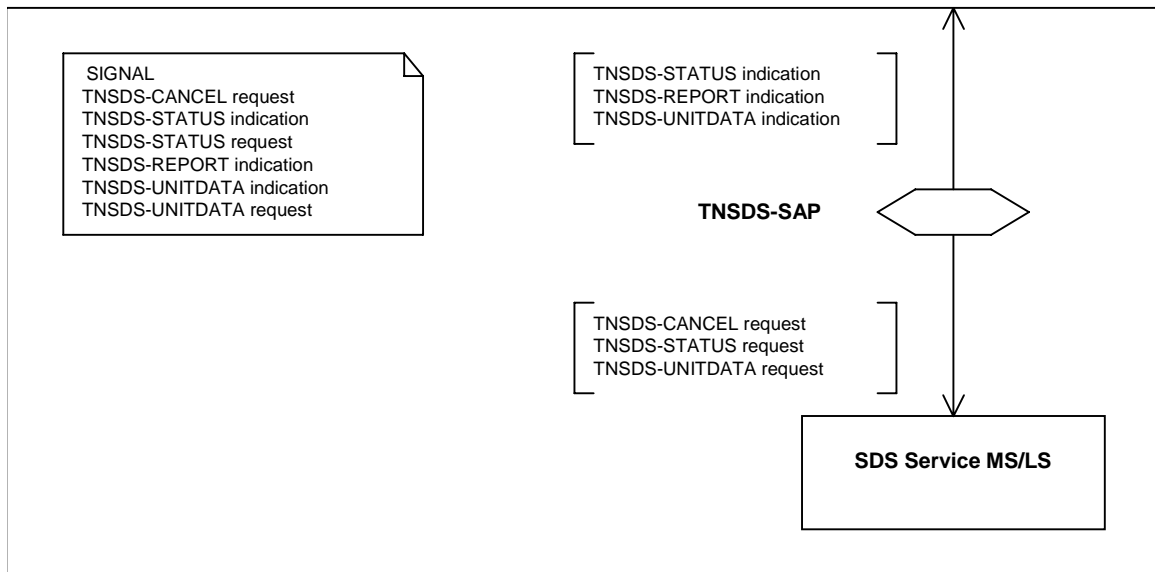 SIGNAL
TNSDS-CANCEL request
TNSDS-STATUS indication
TNSDS-STATUS request
TNSDS-REPORT indication
TNSDS-UNITDATA indication
TNSDS-UNITDATA request
TNSDS-STATUS indication
TNSDS-REPORT indication
TNSDS-UNITDATA indication
TNSDS-SAP
TNSDS-CANCEL request
TNSDS-STATUS request
TNSDS-UNITDATA request
SDS Service MS/LS